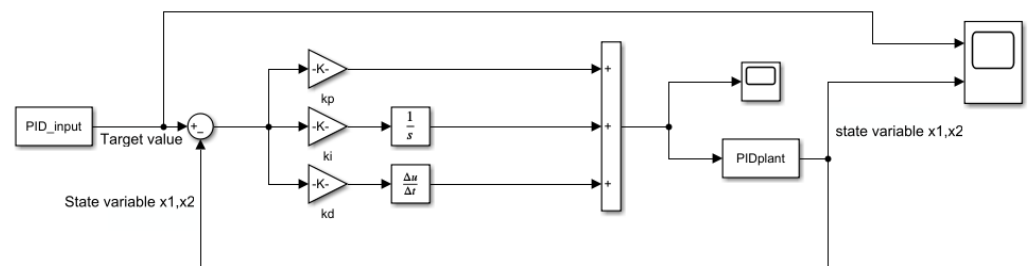 -K-
+
kp
PID_input
Target value
+
-
-K-
1
s
+
ki
PIDplant
state variable x1,x2
State variable x1,x2
-K-
Δu
Δt
+
kd